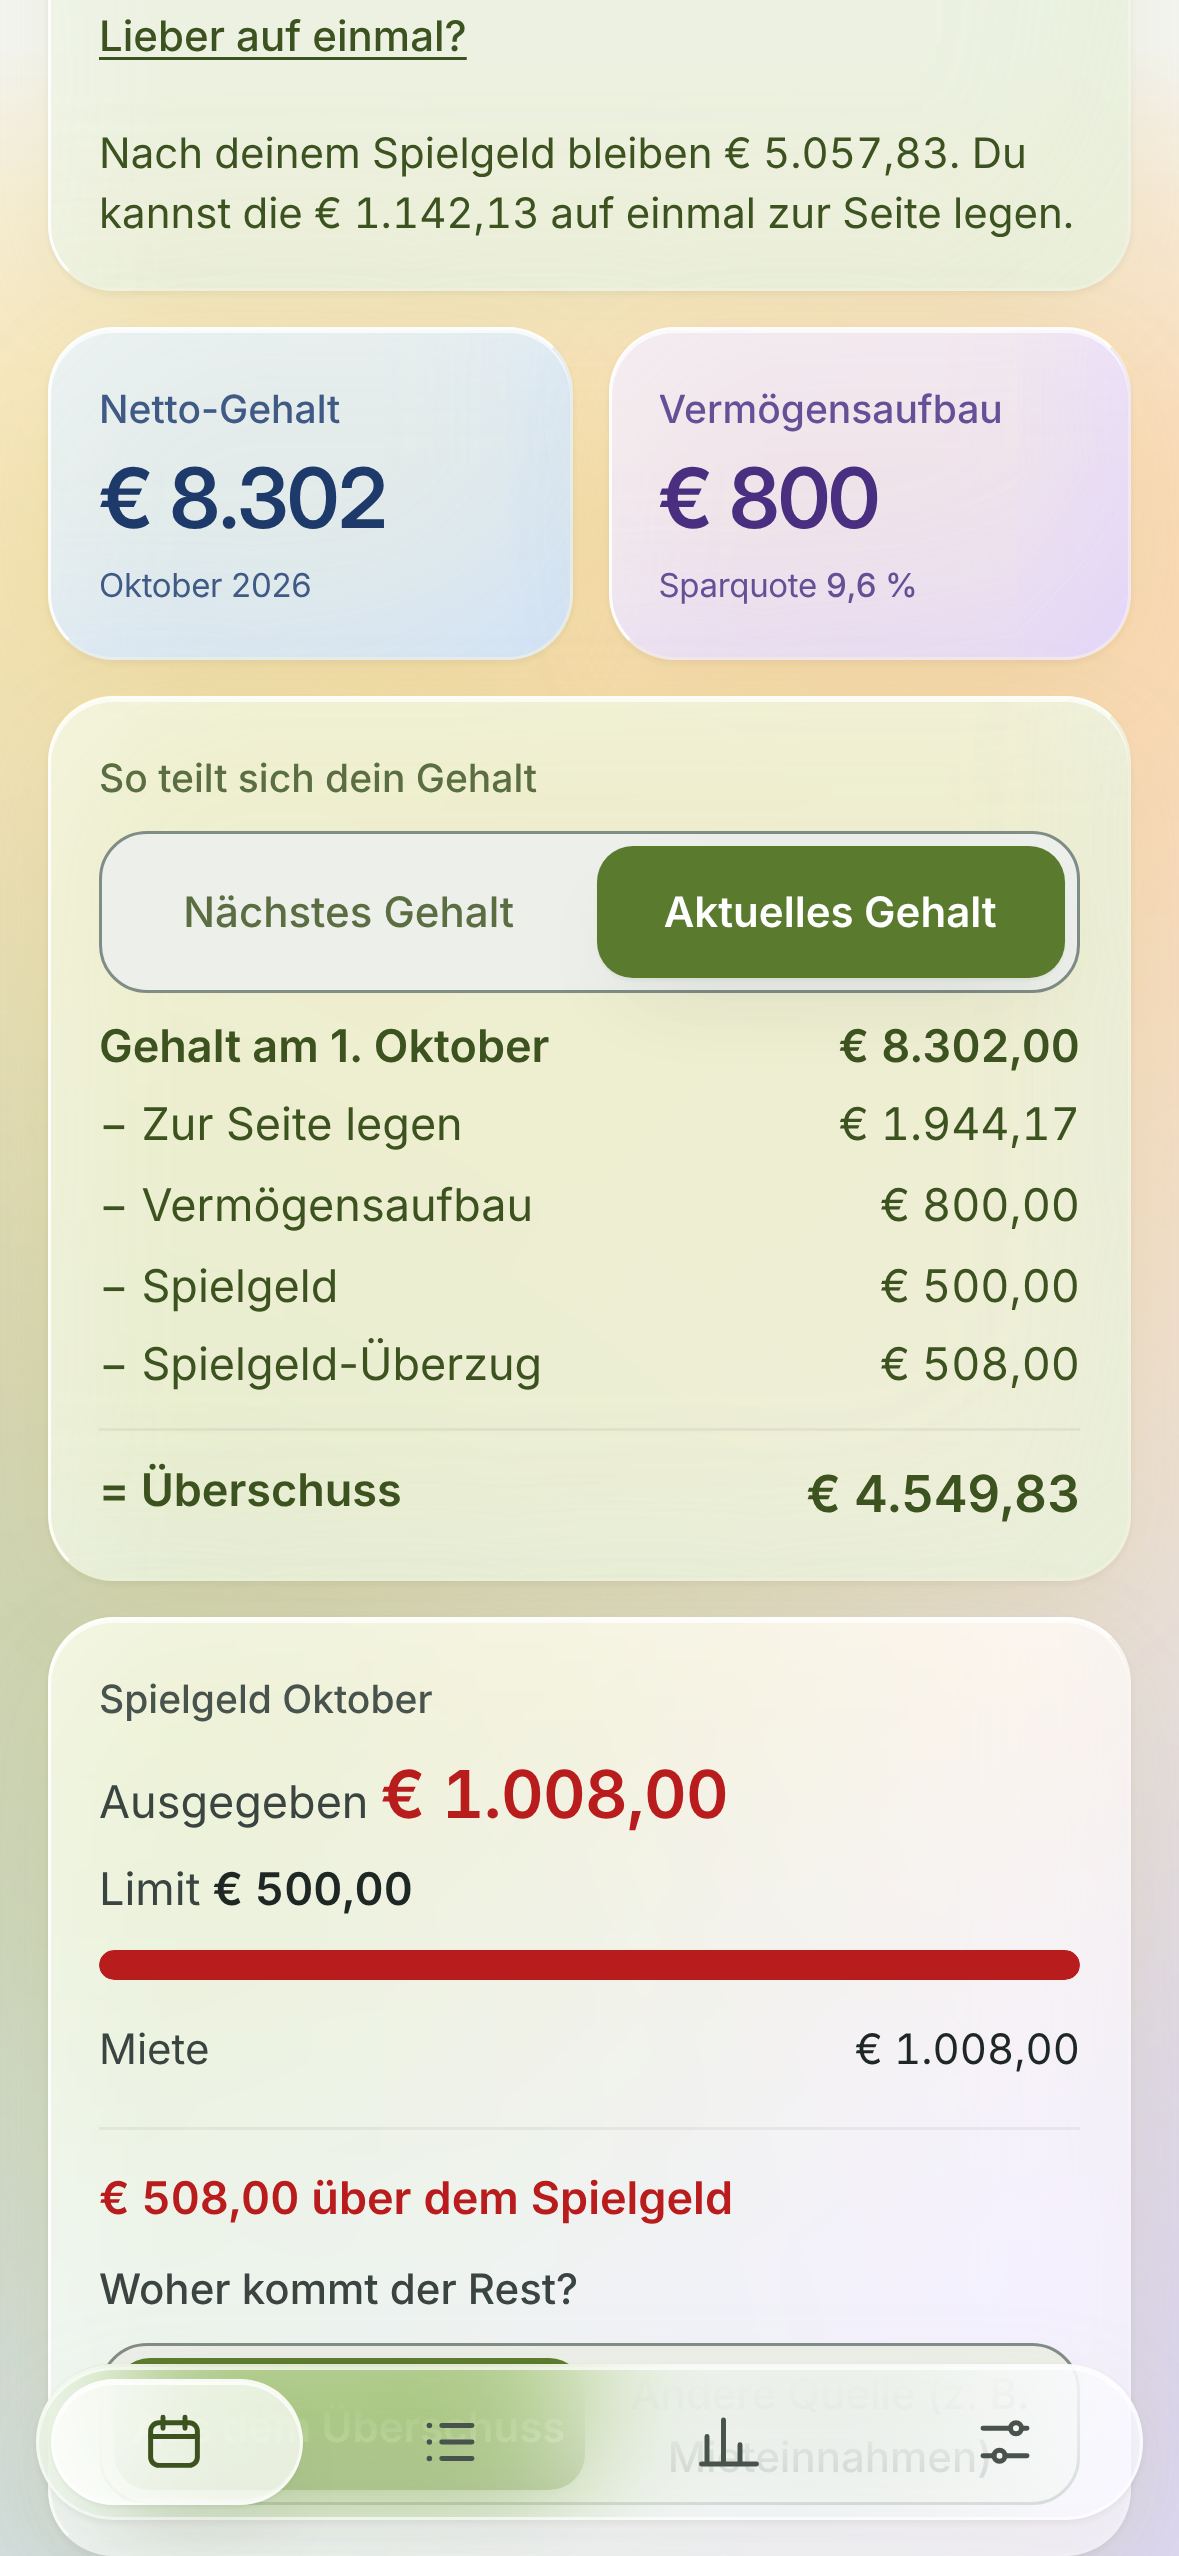 Lieber auf einmal?
Nach deinem Spielgeld bleiben € 5.057,83. Du
kannst die € 1.142,13 auf einmal zur Seite legen.
Netto-Gehalt
€ 8.302
Oktober 2026
Vermögensaufbau
€ 800
Sparquote 9,6 %
So teilt sich dein Gehalt
Nächstes Gehalt
Aktuelles Gehalt
Gehalt am 1. Oktober € 8.302,00
– Zur Seite legen € 1.944,17
– Vermögensaufbau € 800,00
– Spielgeld € 500,00
– Spielgeld-Überzug € 508,00
= Überschuss € 4.549,83
Spielgeld Oktober
Ausgegeben € 1.008,00
Limit € 500,00
Miete € 1.008,00
€ 508,00 über dem Spielgeld
Woher kommt der Rest?
Überschuss
Andere Quelle (z. B.
Mieteinnahmen)